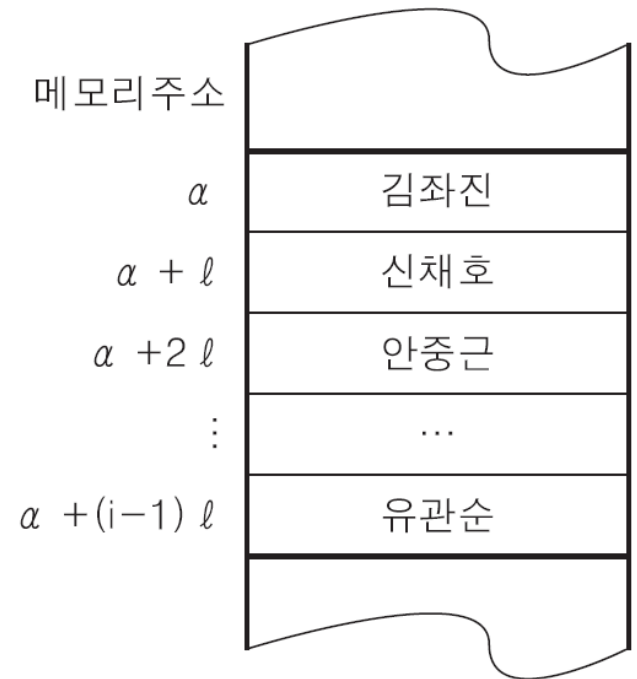 메모리주소
α 김좌진
α + ℓ 신채호
α +2 ℓ 안중근
⋮ …
α +(i−1) ℓ 유관순